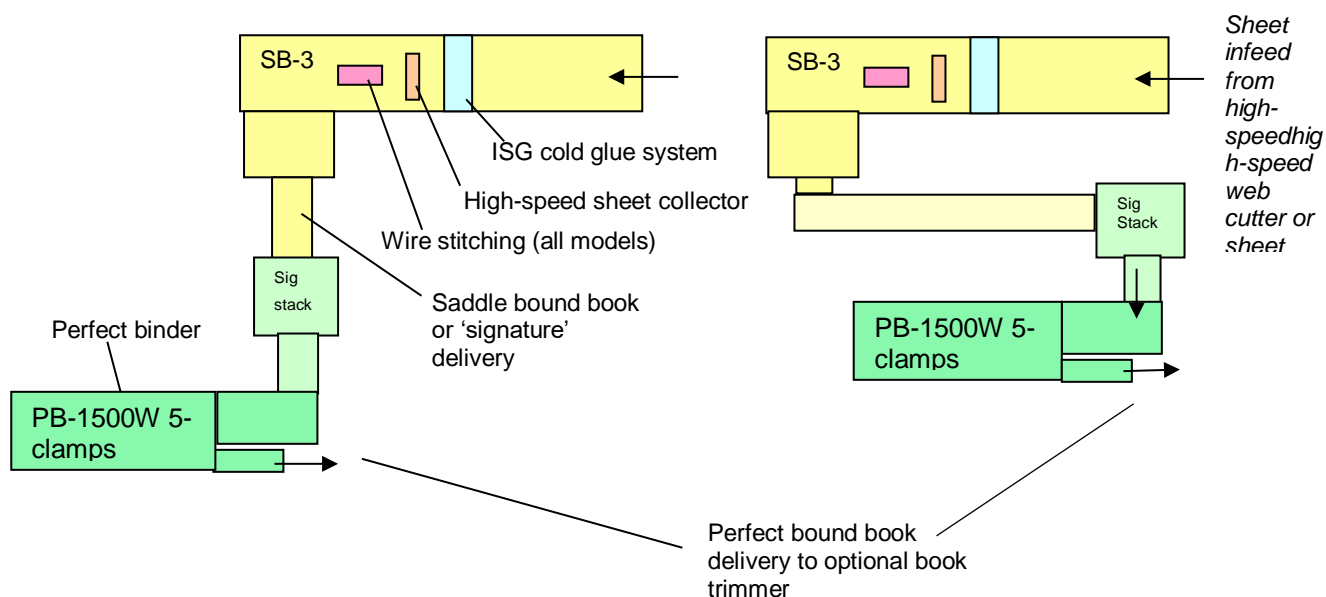 SB-3
ISG cold glue system
High-speed sheet collector
Wire stitching (all models)
Sig
stack
Saddle bound book
or ‘signature’
delivery
Perfect binder
PB-1500W 5-
clamps
SB-3
Sheet
infeed
from
high-
speedhig
h-speed
web
cutter or
sheet
Sig
Stack
PB-1500W 5-
clamps
Perfect bound book
delivery to optional book
trimmer